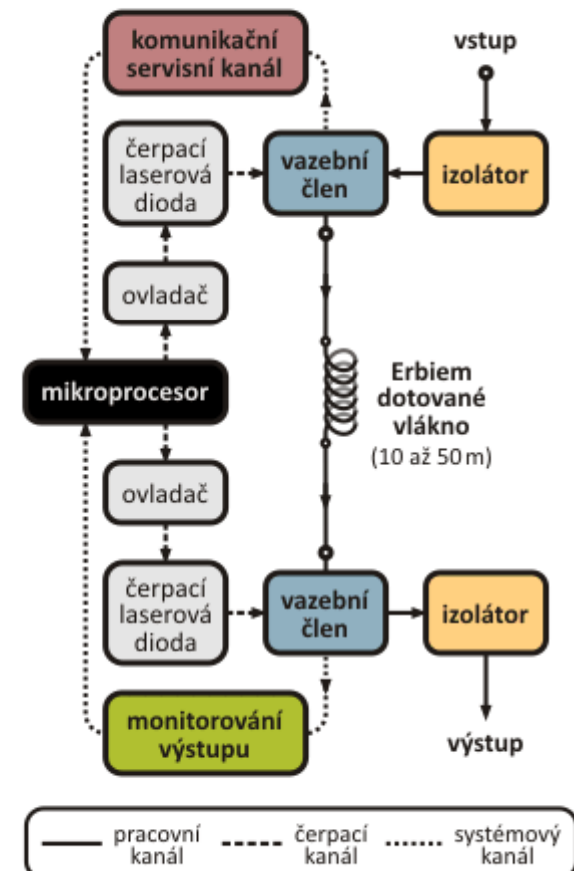 komunikační
servisní kanál
vstup
čerpací
laserová
dioda
vazební
člen
izolátor
ovladač
mikroprocesor
Erbiem
dotované
vlákno
(10 až 50 m)
ovladač
čerpací
laserová
dioda
vazební
člen
izolátor
monitorování
výstupu
výstup
pracovní
kanál
čerpací
kanál
systémový
kanál